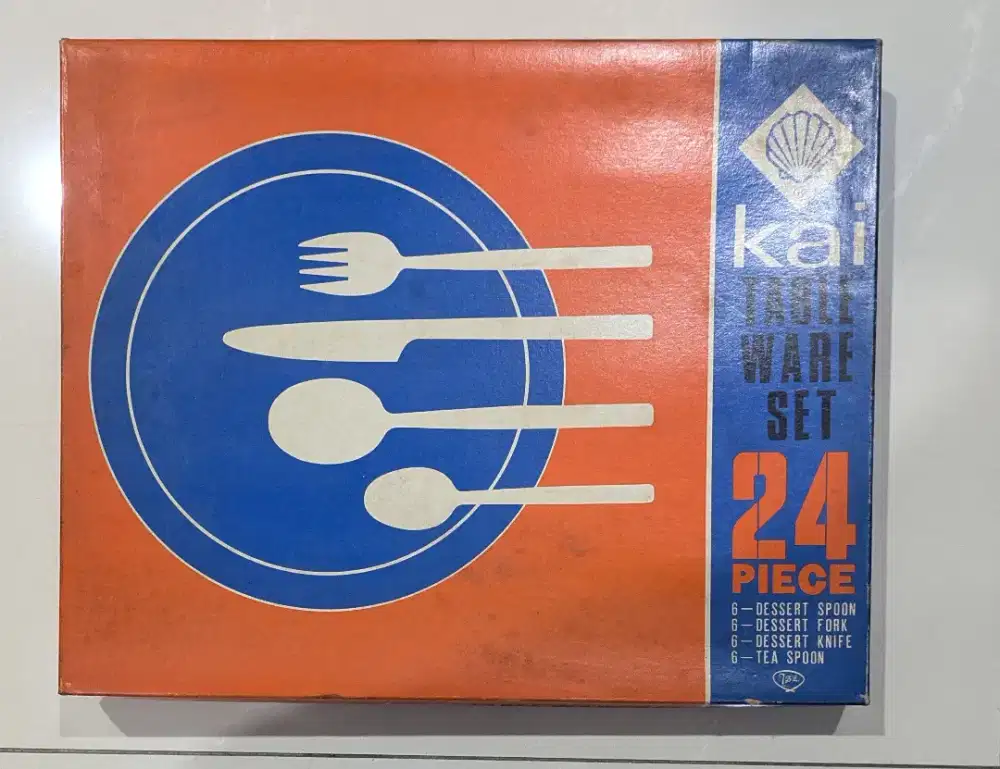 kai
TABLE
WARE
SET
24
PIECE
6—DESSERT SPOON
6—DESSERT FORK
6—DESSERT KNIFE
6—TEA SPOON